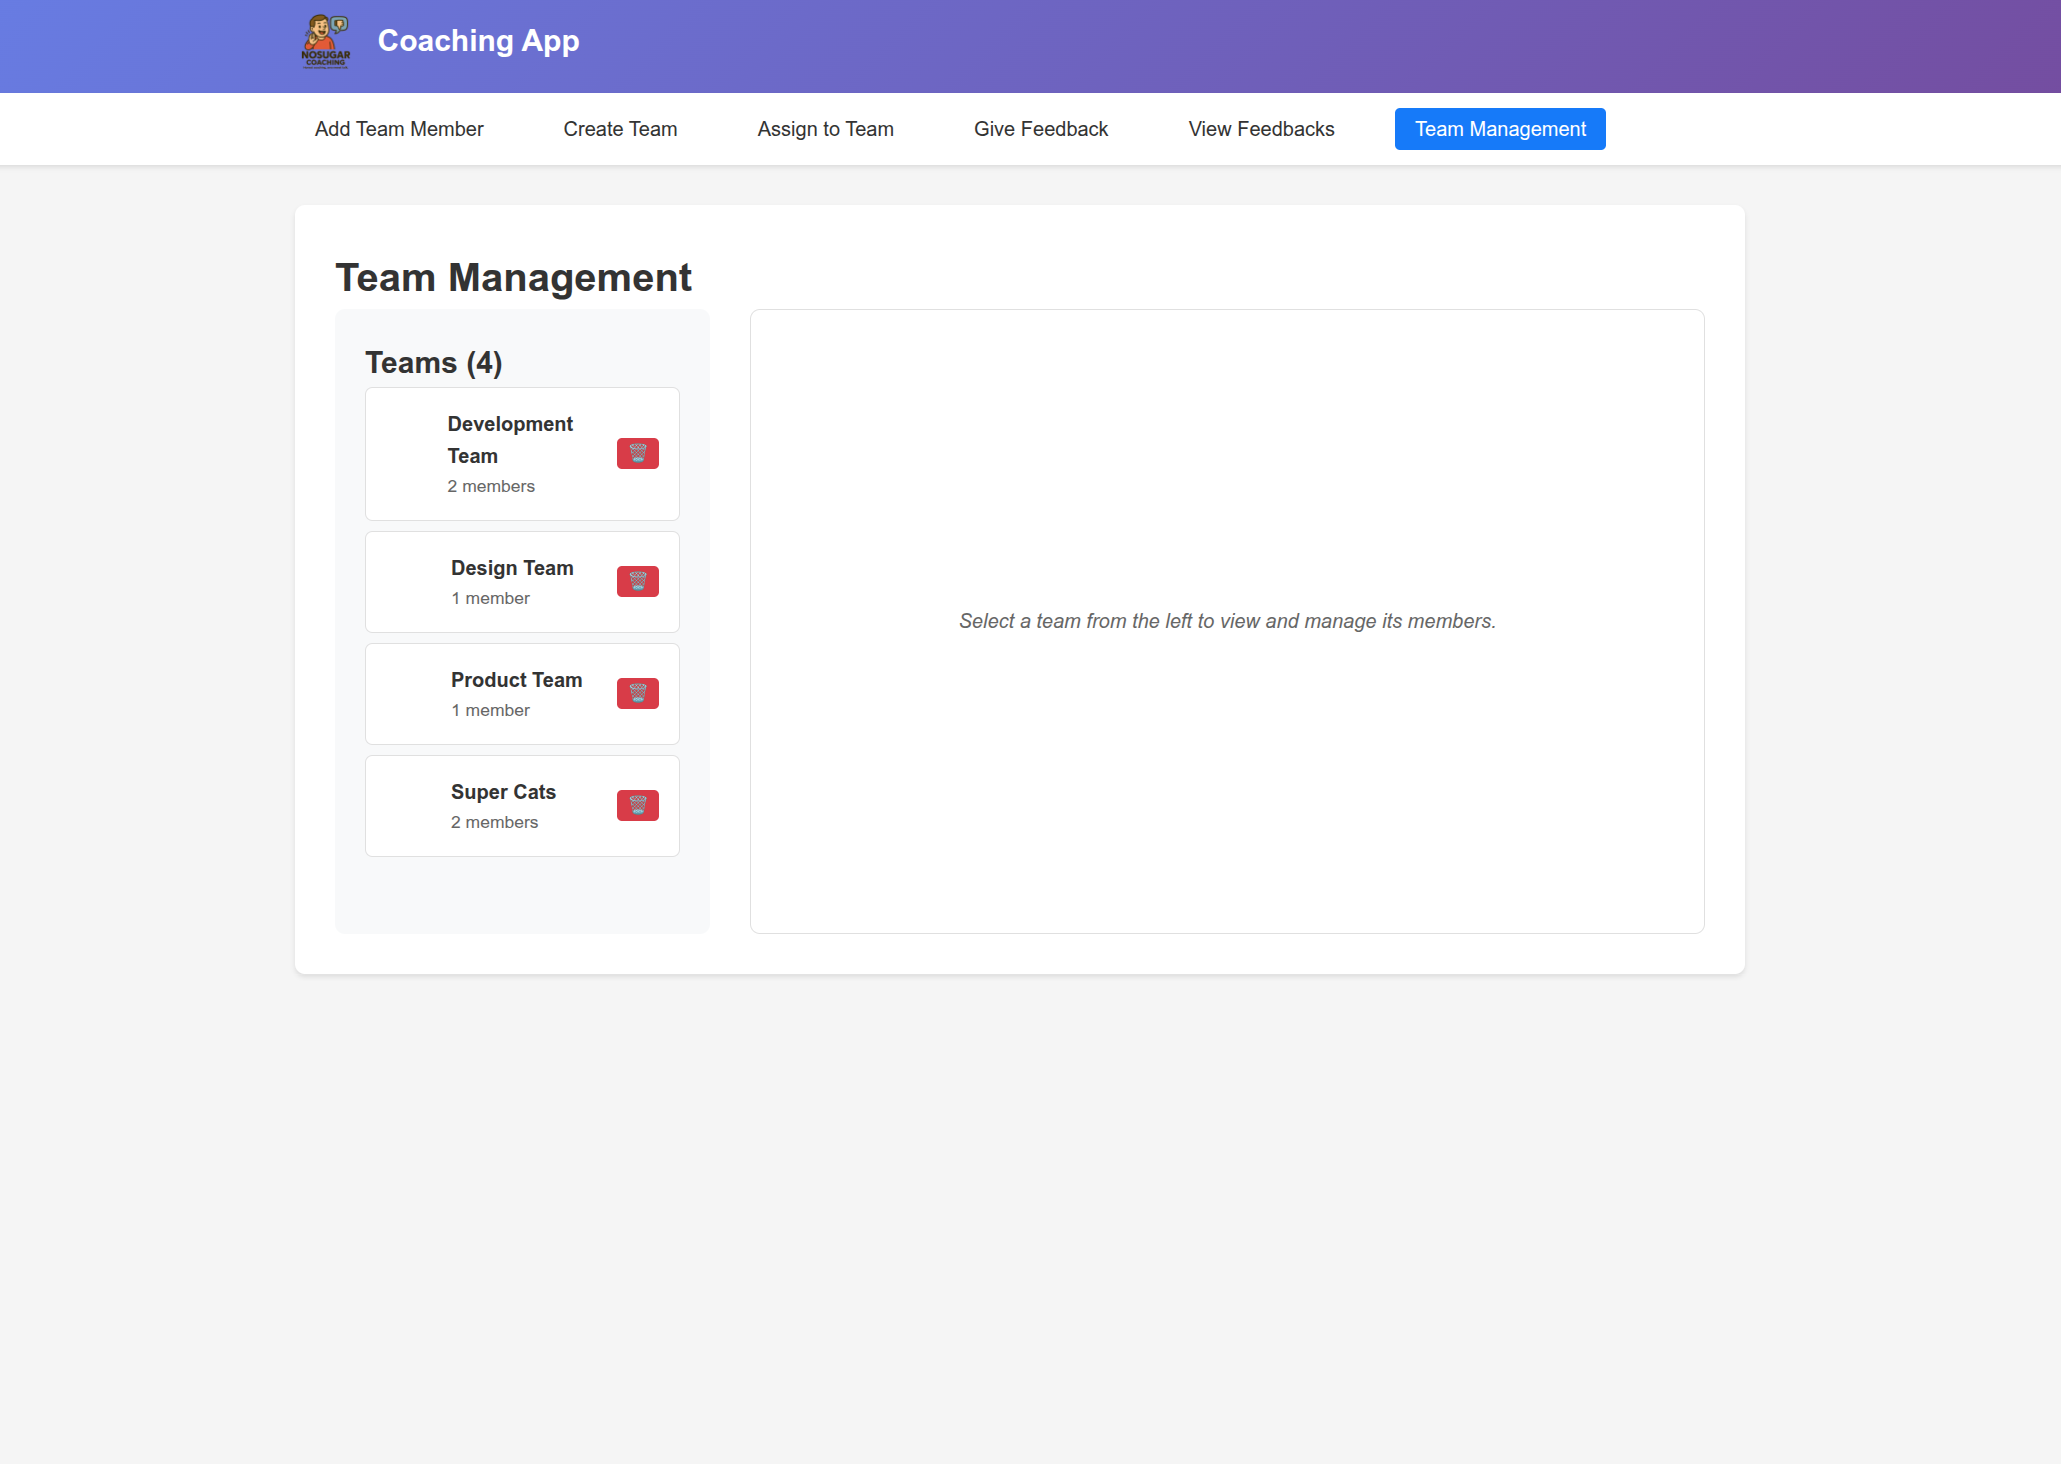 NOSUGAR
COACHING
Coaching App
Add Team Member
Create Team
Assign to Team
Give Feedback
View Feedbacks
Team Management
Team Management
Teams (4)
Development
Team
2 members
Design Team
1 member
Product Team
1 member
Super Cats
2 members
Select a team from the left to view and manage its members.